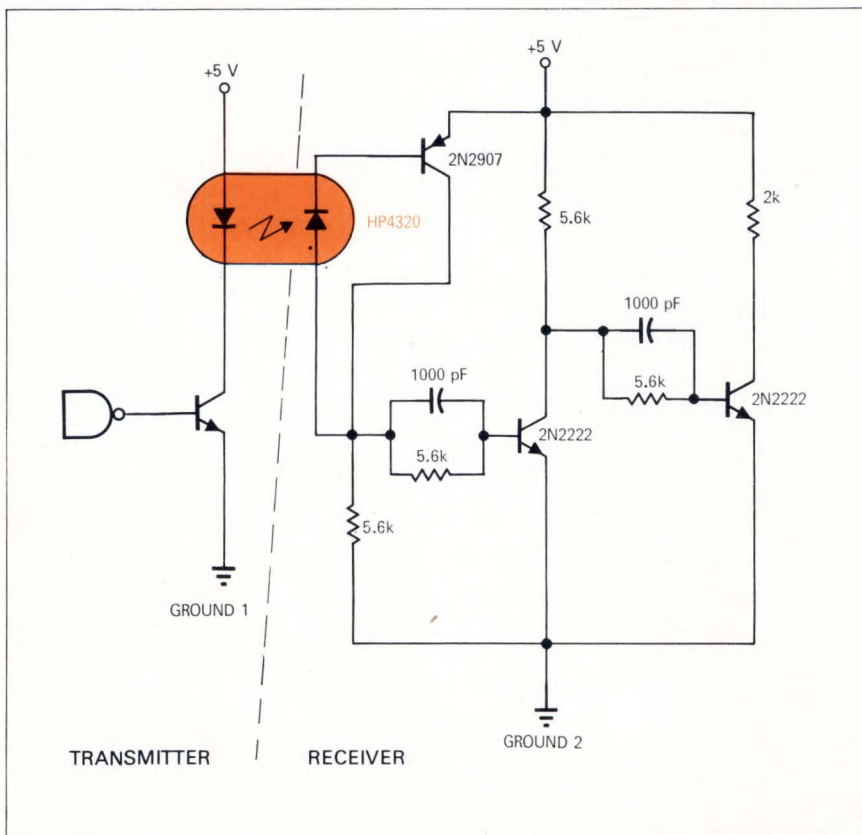 +5 V
+5 V
2N2907
HP4320
5.6k
2k
1000 pF
5.6k
2N2222
1000 pF
5.6k
2N2222
5.6k
GROUND 1
GROUND 2
TRANSMITTER
RECEIVER